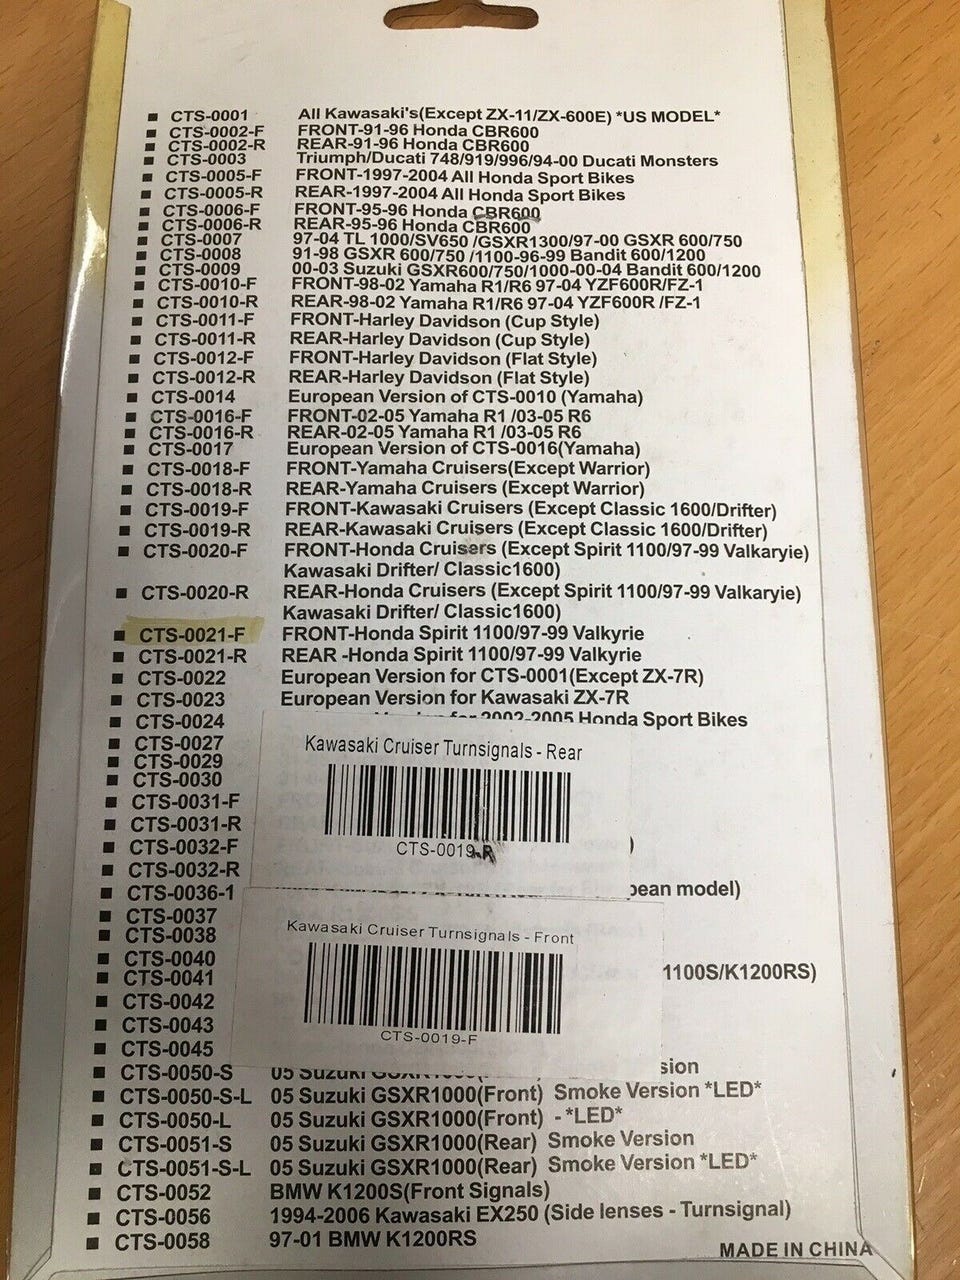 CTS-0001 All Kawasaki's(Except ZX-11/ZX-600E) *US MODEL*
CTS-0002-F FRONT-91-96 Honda CBR600
CTS-0002-R REAR-91-96 Honda CBR600
CTS-0003 Triumph/Ducati 748/919/996/94-00 Ducati Monsters
CTS-0005-F FRONT-1997-2004 All Honda Sport Bikes
CTS-0005-R REAR-1997-2004 All Honda Sport Bikes
CTS-0006-F FRONT-95-96 Honda CBR600
CTS-0006-R REAR-95-96 Honda CBR600
CTS-0007 97-04 TL 1000/SV650 /GSXR1300/97-00 GSXR 600/750
CTS-0008 91-98 GSXR 600/750 /1100-96-99 Bandit 600/1200
CTS-0009 00-03 Suzuki GSXR600/750/1000-00-04 Bandit 600/1200
CTS-0010-F FRONT-98-02 Yamaha R1/R6 97-04 YZF600R/FZ-1
CTS-0010-R REAR-98-02 Yamaha R1/R6 97-04 YZF600R /FZ-1
CTS-0011-F FRONT-Harley Davidson (Cup Style)
CTS-0011-R REAR-Harley Davidson (Cup Style)
CTS-0012-F FRONT-Harley Davidson (Flat Style)
CTS-0012-R REAR-Harley Davidson (Flat Style)
CTS-0014 European Version of CTS-0010 (Yamaha)
CTS-0016-F FRONT-02-05 Yamaha R1 /03-05 R6
CTS-0016-R REAR-02-05 Yamaha R1 /03-05 R6
CTS-0017 European Version of CTS-0016(Yamaha)
CTS-0018-F FRONT-Yamaha Cruisers(Except Warrior)
CTS-0018-R REAR-Yamaha Cruisers (Except Warrior)
CTS-0019-F FRONT-Kawasaki Cruisers (Except Classic 1600/Drifter)
CTS-0019-R REAR-Kawasaki Cruisers (Except Classic 1600/Drifter)
CTS-0020-F FRONT-Honda Cruisers (Except Spirit 1100/97-99 Valkaryie)
Kawasaki Drifter/ Classic1600)
CTS-0020-R REAR-Honda Cruisers (Except Spirit 1100/97-99 Valkaryie)
Kawasaki Drifter/ Classic1600)
CTS-0021-F FRONT-Honda Spirit 1100/97-99 Valkyrie
CTS-0021-R REAR -Honda Spirit 1100/97-99 Valkyrie
CTS-0022 European Version for CTS-0001(Except ZX-7R)
CTS-0023 European Version for Kawasaki ZX-7R
CTS-0024 Version for 2002-2005 Honda Sport Bikes
CTS-0027
CTS-0029
CTS-0030
CTS-0031-F
CTS-0031-R
CTS-0032-F )
CTS-0032-R
CTS-0036-1 pean model)
CTS-0037
CTS-0038
CTS-0040
CTS-0041 1100S/K1200RS)
CTS-0042
CTS-0043
CTS-0045
Kawasaki Cruiser Turnsignals - Rear
CTS-0019-R
Kawasaki Cruiser Turnsignals - Front
CTS-0019-F
CTS-0050-S 05 Suzuki sion
CTS-0050-S-L 05 Suzuki GSXR1000(Front) Smoke Version *LED*
CTS-0050-L 05 Suzuki GSXR1000(Front) - *LED*
CTS-0051-S 05 Suzuki GSXR1000(Rear) Smoke Version
CTS-0051-S-L 05 Suzuki GSXR1000(Rear) Smoke Version *LED*
CTS-0052 BMW K1200S(Front Signals)
CTS-0056 1994-2006 Kawasaki EX250 (Side lenses - Turnsignal)
CTS-0058 97-01 BMW K1200RS
MADE IN CHINA